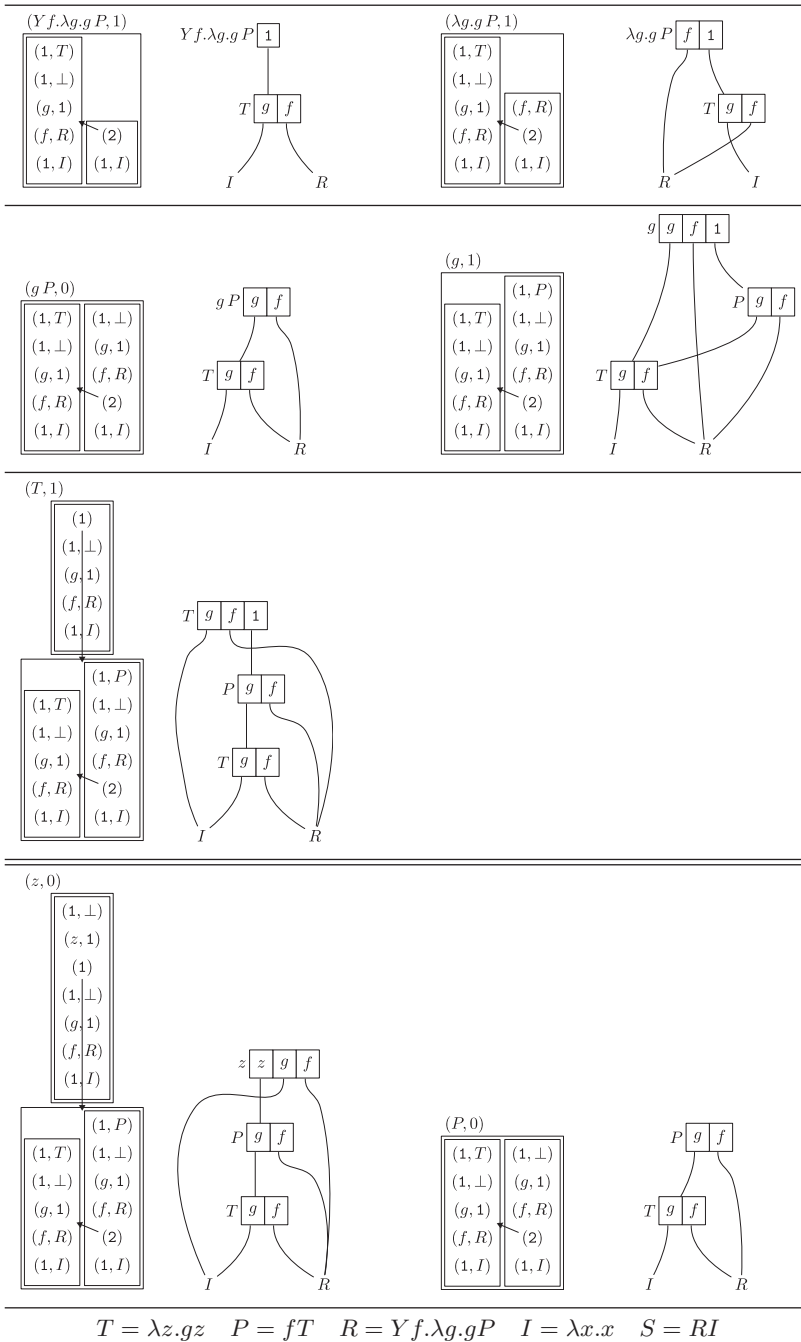 (Y f.λg.g P, 1)
(1, T)
(1, ⊥)
(g, 1)
(f, R) (2)
(1, I) (1, I)
Y f.λg.g P 1
T g f
I R
(λg.g P, 1)
(1, T)
(1, ⊥)
(g, 1) (f, R)
(f, R) (2)
(1, I) (1, I)
λg.g P f 1
T g f
R I
(g P, 0)
(1, T) (1, ⊥)
(1, ⊥) (g, 1)
(g, 1) (f, R)
(f, R) (2)
(1, I) (1, I)
g P g f
T g f
I R
(g, 1)
(1, P)
(1, T) (1, ⊥)
(1, ⊥) (g, 1)
(g, 1) (f, R)
(f, R) (2)
(1, I) (1, I)
g g f 1
P g f
T g f
I R
(T, 1)
(1)
(1, ⊥)
(g, 1)
(f, R)
(1, I)
(1, P)
(1, T) (1, ⊥)
(1, ⊥) (g, 1)
(g, 1) (f, R)
(f, R) (2)
(1, I) (1, I)
T g f 1
P g f
T g f
I R
(z, 0)
(1, ⊥)
(z, 1)
(1)
(1, ⊥)
(g, 1)
(f, R)
(1, I)
(1, P)
(1, T) (1, ⊥)
(1, ⊥) (g, 1)
(g, 1) (f, R)
(f, R) (2)
(1, I) (1, I)
z z g f
P g f
T g f
I R
(P, 0)
(1, T) (1, ⊥)
(1, ⊥) (g, 1)
(g, 1) (f, R)
(f, R) (2)
(1, I) (1, I)
P g f
T g f
I R
T = λz.gz P = fT R = Y f.λg.gP I = λx.x S = RI